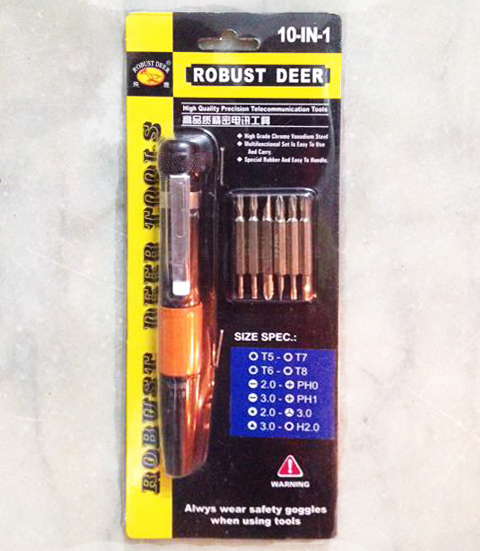 10-IN-1
ROBUST DEER
ROBUST DEER
High Quality Precision Telecommunication Tools
高品质精密电讯工具
High Grade Chrome Vanadium Steel
Multifunctional Set Is Easy To Use
And Carry.
Special Rubber And Easy To Handle.
ROBUST DEER TOOLS
SIZE SPEC.:
T5 - T7
T6 - T8
2.0 - PH0
3.0 - PH1
2.0 - 3.0
3.0 - H2.0
WARNING
Alwys wear safety goggles
when using tools